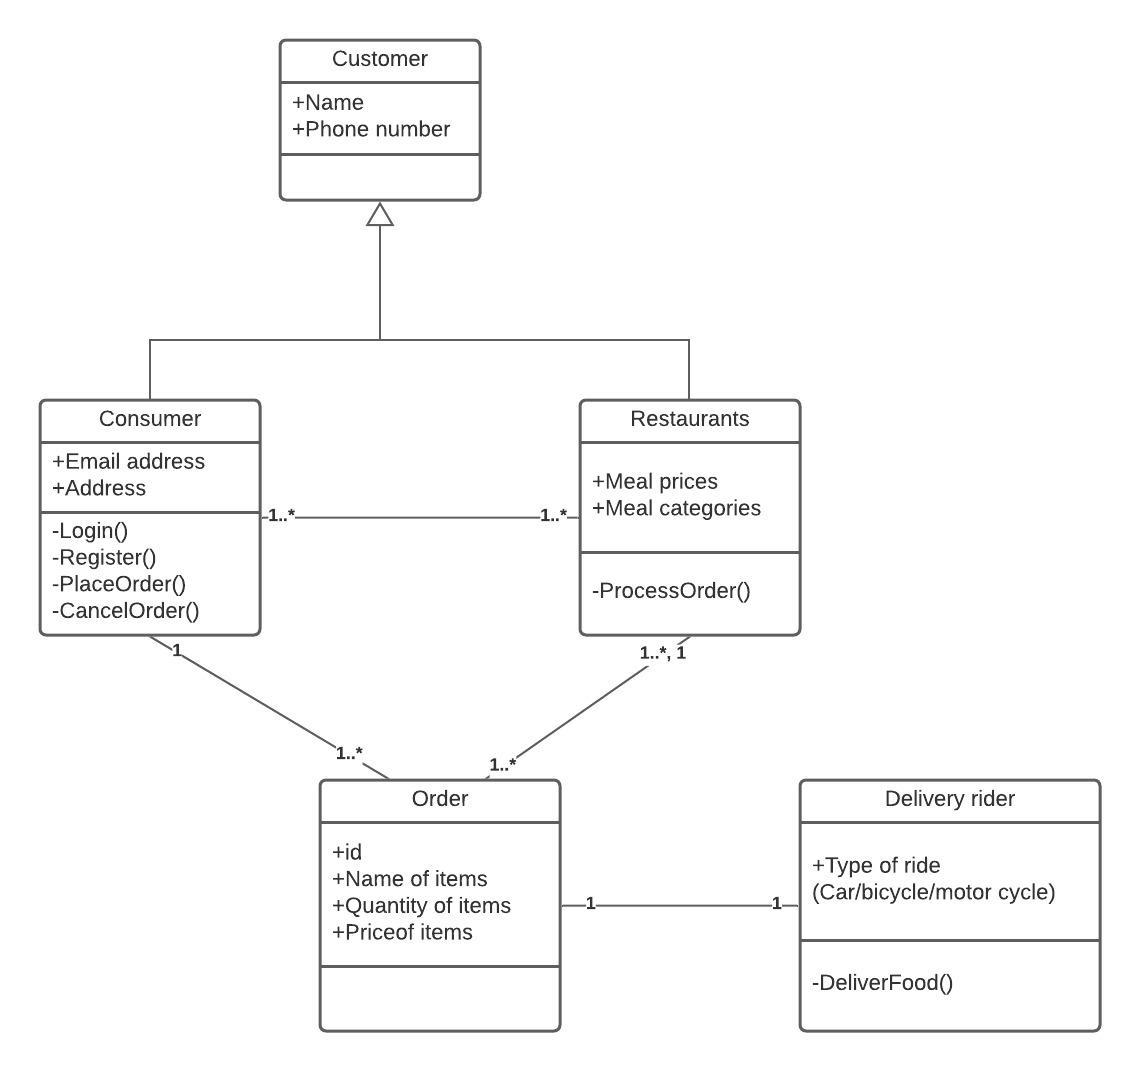 Customer
+Name
+Phone number
Consumer
+Email address
+Address
-Login()
-Register()
-PlaceOrder()
-CancelOrder()
1..*
1..*
Restaurants
+Meal prices
+Meal categories
-ProcessOrder()
1
1..*
1..*, 1
1..*
Order
+id
+Name of items
+Quantity of items
+Priceof items
1
1
Delivery rider
+Type of ride
(Car/bicycle/motor cycle)
-DeliverFood()